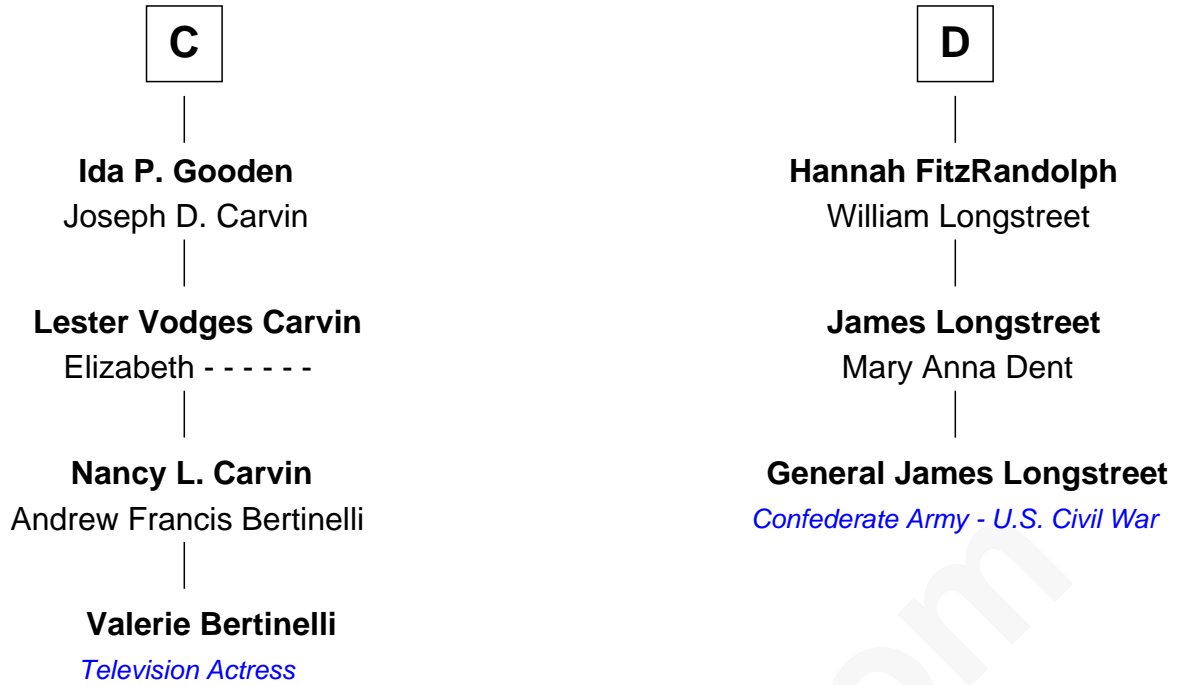 C
Ida P. Gooden
Joseph D. Carvin
Lester Vodges Carvin
Elizabeth - - - - - -
Nancy L. Carvin
Andrew Francis Bertinelli
Valerie Bertinelli
Television Actress
D
Hannah FitzRandolph
William Longstreet
James Longstreet
Mary Anna Dent
General James Longstreet
Confederate Army - U.S. Civil War
om